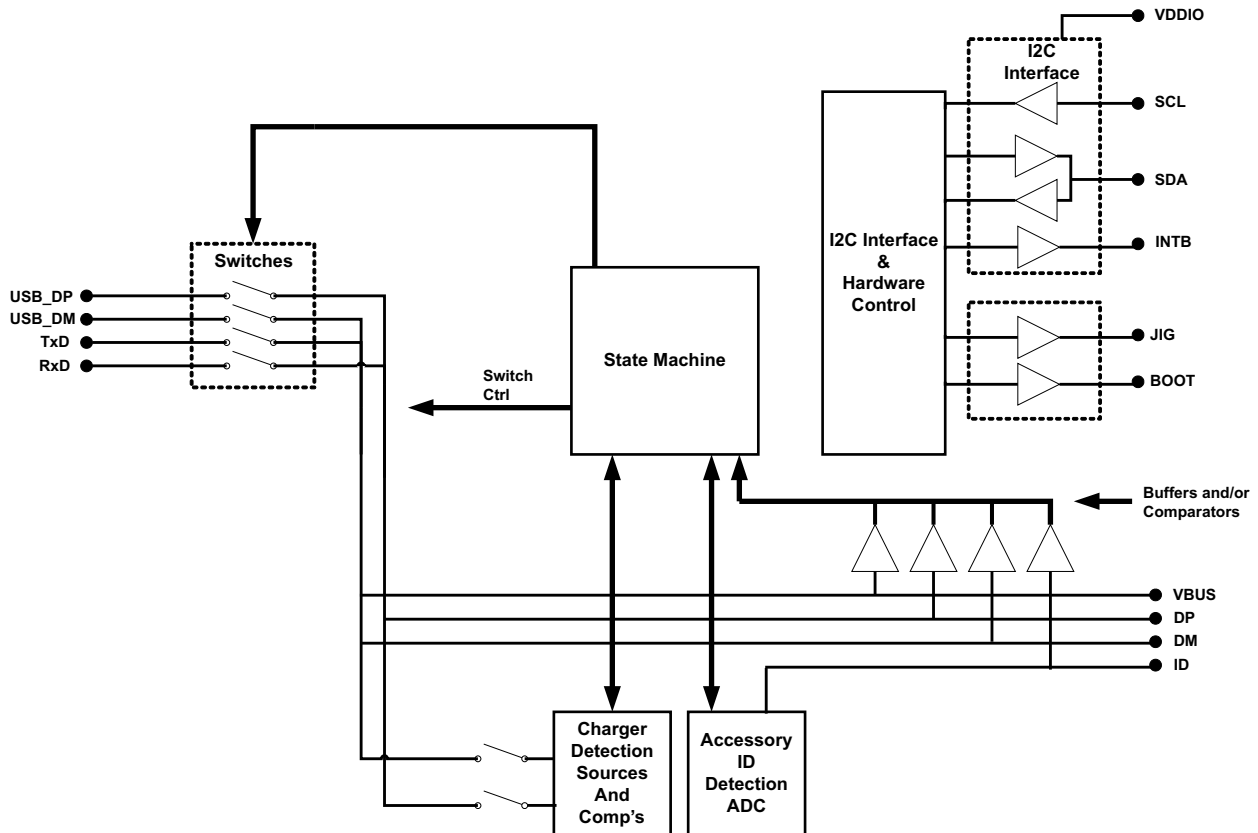 VDDIO
I2C
Interface
SCL
SDA
INTB
I2C Interface
&
Hardware
Control
JIG
BOOT
Switches
USB_DP
USB_DM
TxD
RxD
State Machine
Switch
Ctrl
Buffers and/or
Comparators
VBUS
DP
DM
ID
Charger
Detection
Sources
And
Comp's
Accessory
ID
Detection
ADC